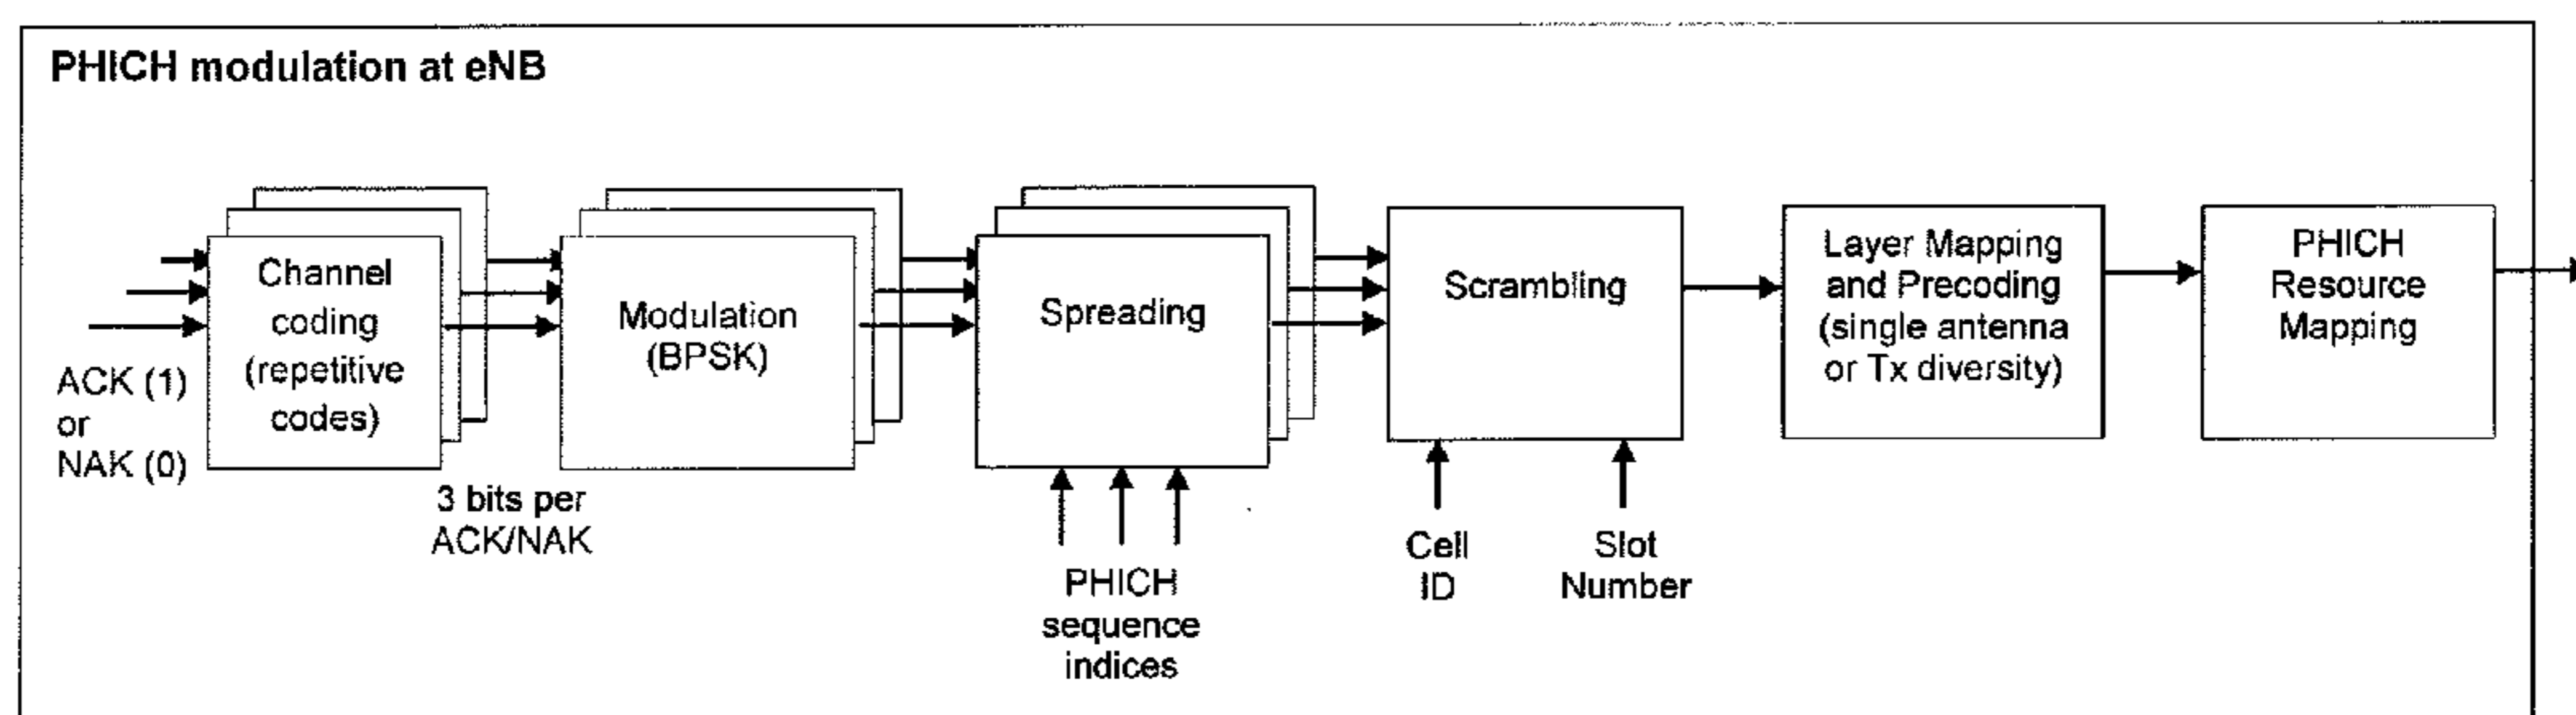 PHICH modulation at eNB
ACK (1)
or
NAK (0)
Channel
coding
(repetitive
codes)
3 bits per
ACK/NAK
Modulation
(BPSK)
Spreading
PHICH
sequence
indices
Scrambling
Cell
ID
Slot
Number
Layer Mapping
and Precoding
(single antenna
or Tx diversity)
PHICH
Resource
Mapping